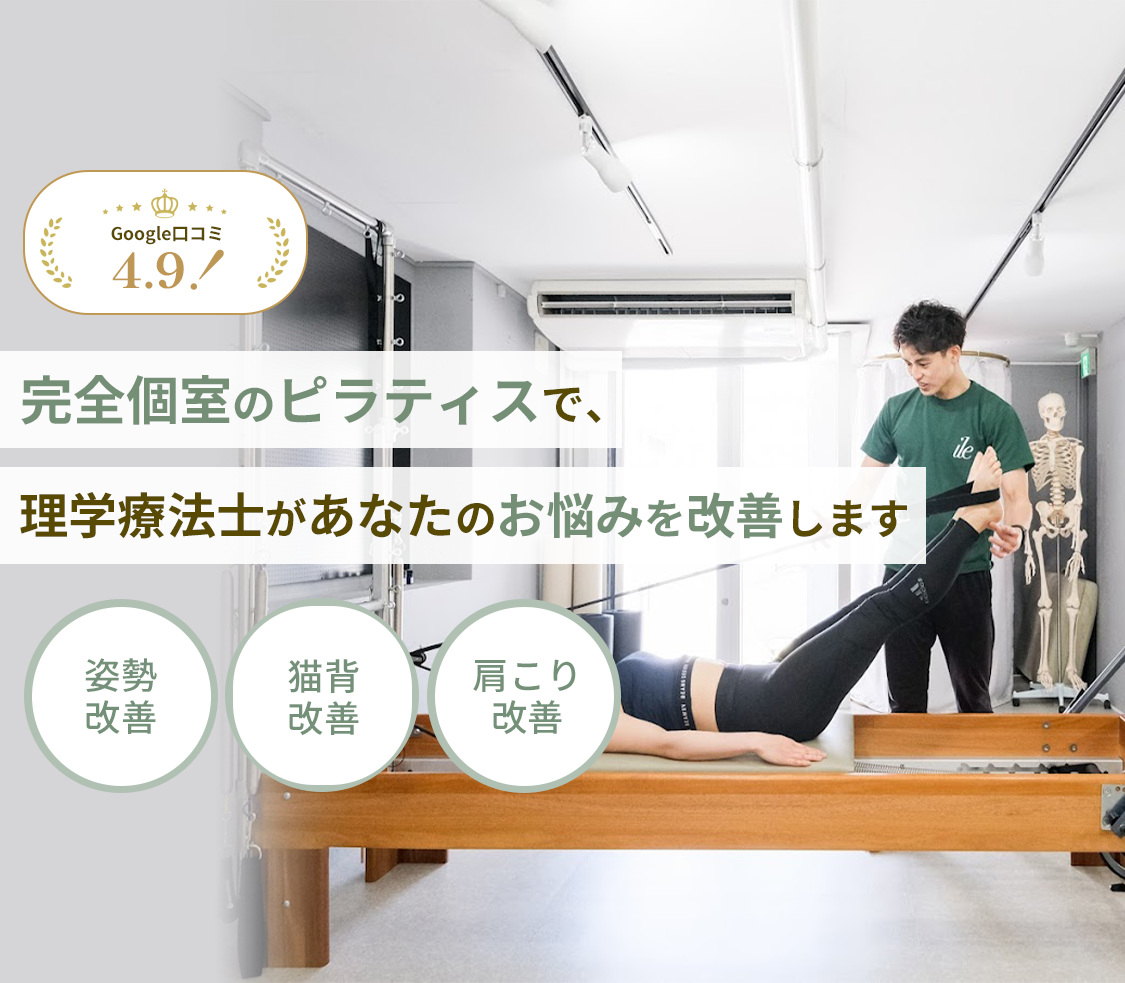 Google口コミ
4.9!
完全個室のピラティスで、
理学療法士があなたのお悩みを改善します
ile
姿勢
改善
猫背
改善
肩こり
改善